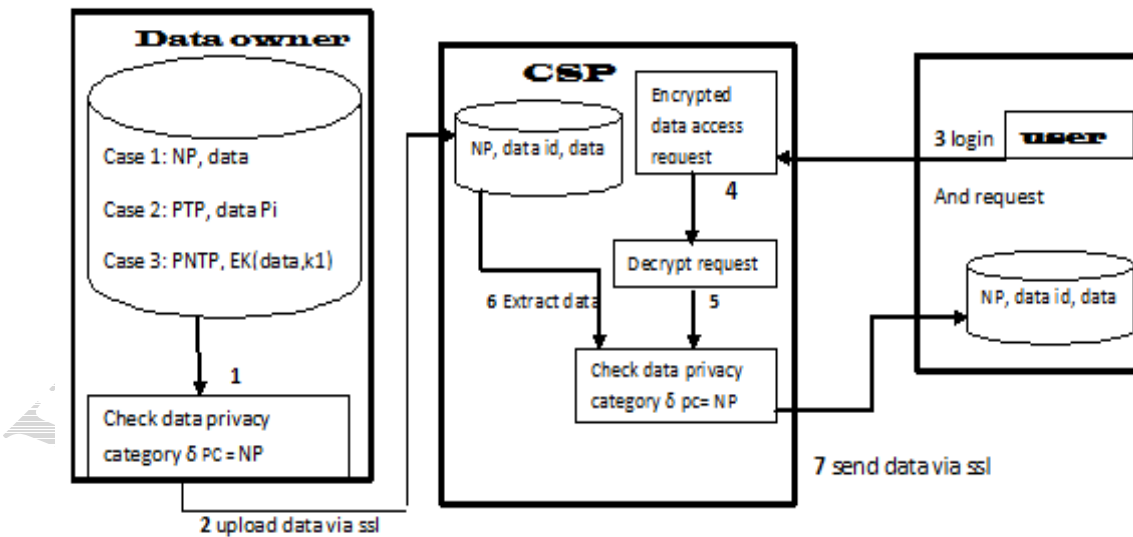 Data owner
Case 1: NP, data
Case 2: PTP, data Pi
Case 3: PNTP, EK(data,k1)
1
Check data privacy
category δ PC = NP
2 upload data via ssl
CSP
NP, data id, data
Encrypted
data access
request
4
Decrypt request
5
6 Extract data
Check data privacy
category δ pc= NP
3 login
user
And request
NP, data id, data
7 send data via ssl